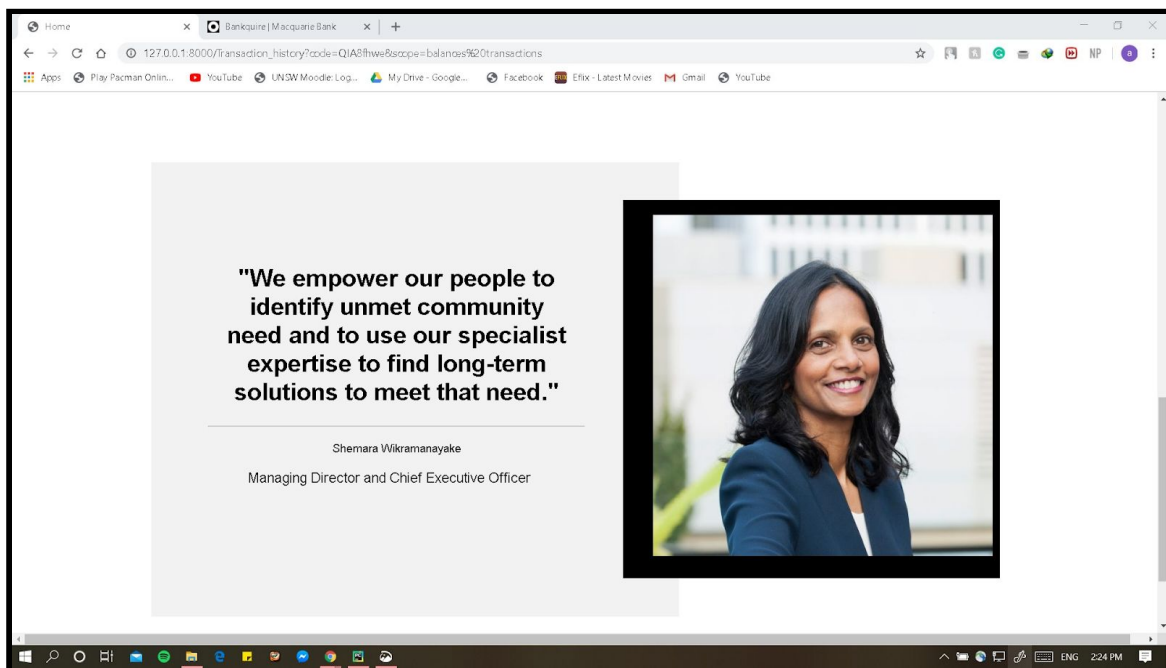 Home
Bankquire | Macquarie Bank
127.0.0.1:8000/Transaction_history?code=QIA8fhwe&scope=balances%20transactions
NP
a
Apps
Play Pacman Onlin...
YouTube
UNSW Moodle: Log...
My Drive - Google...
Facebook
Eflix - Latest Movies
Gmail
YouTube
"We empower our people to
identify unmet community
need and to use our specialist
expertise to find long-term
solutions to meet that need."
Shemara Wikramanayake
Managing Director and Chief Executive Officer
ENG
2:24 PM